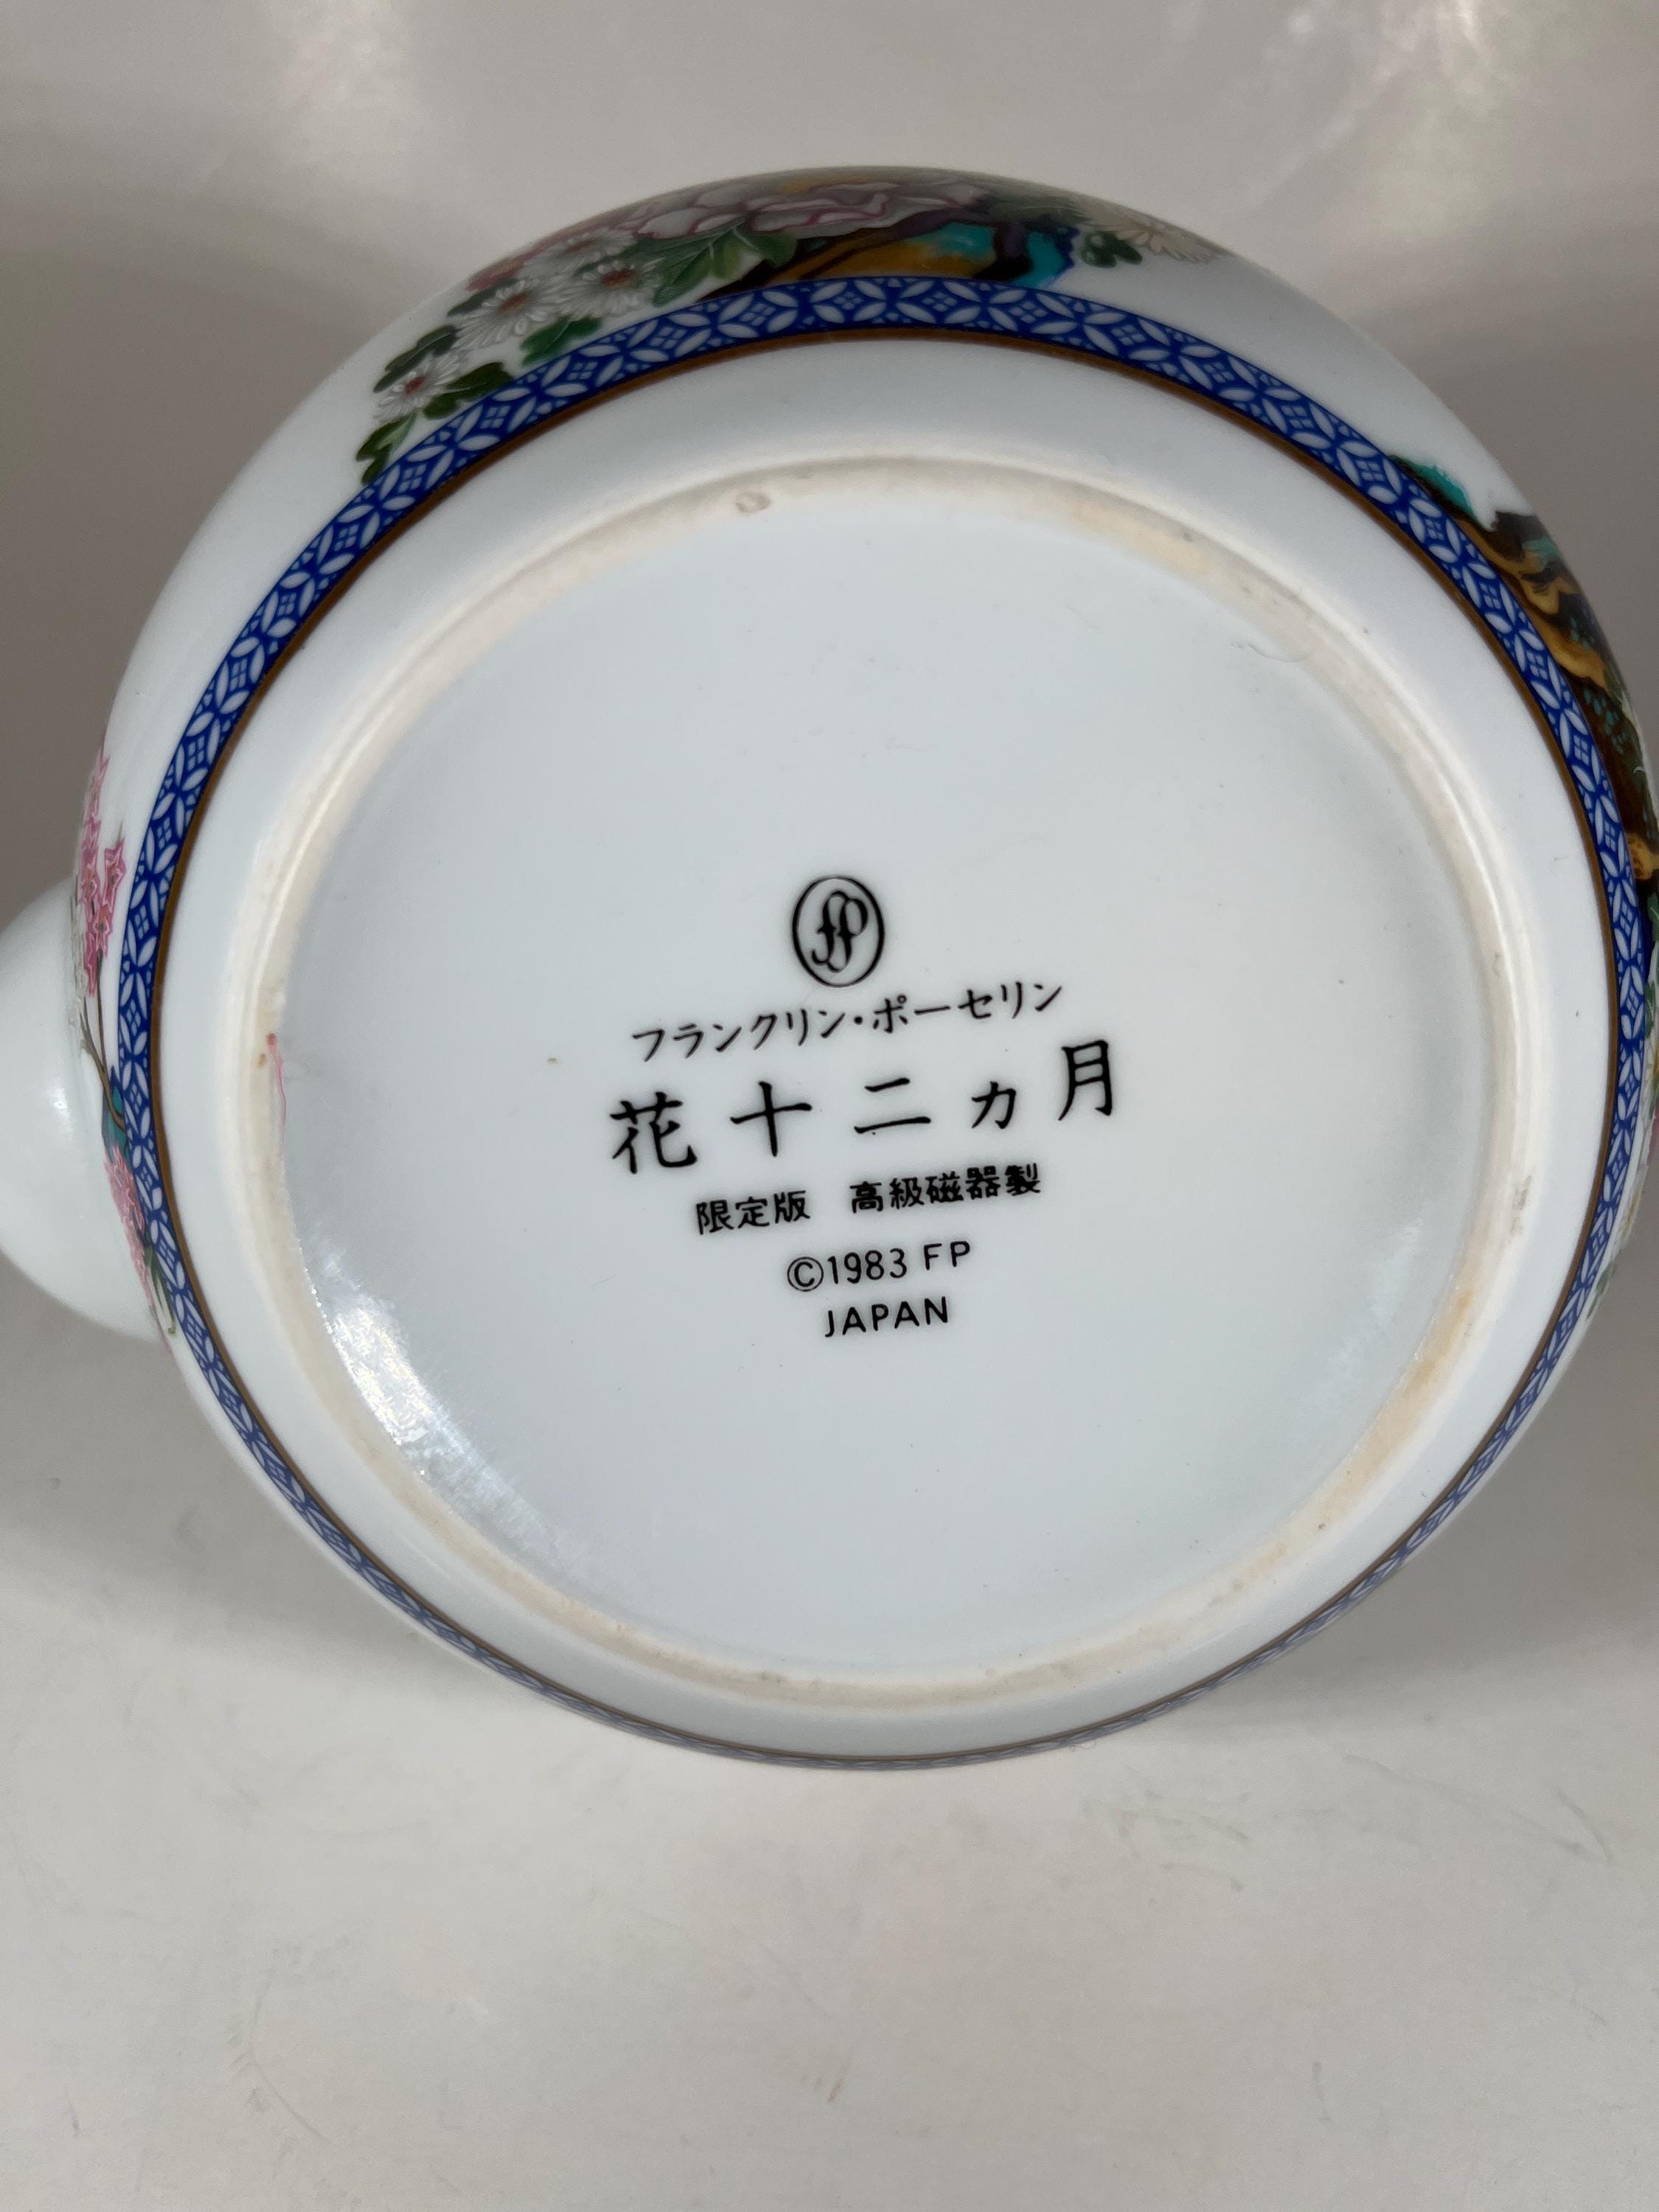 fp
フランクリン・ポーセリン
花十二ヵ月
限定版 高級磁器製
©1983 FP
JAPAN